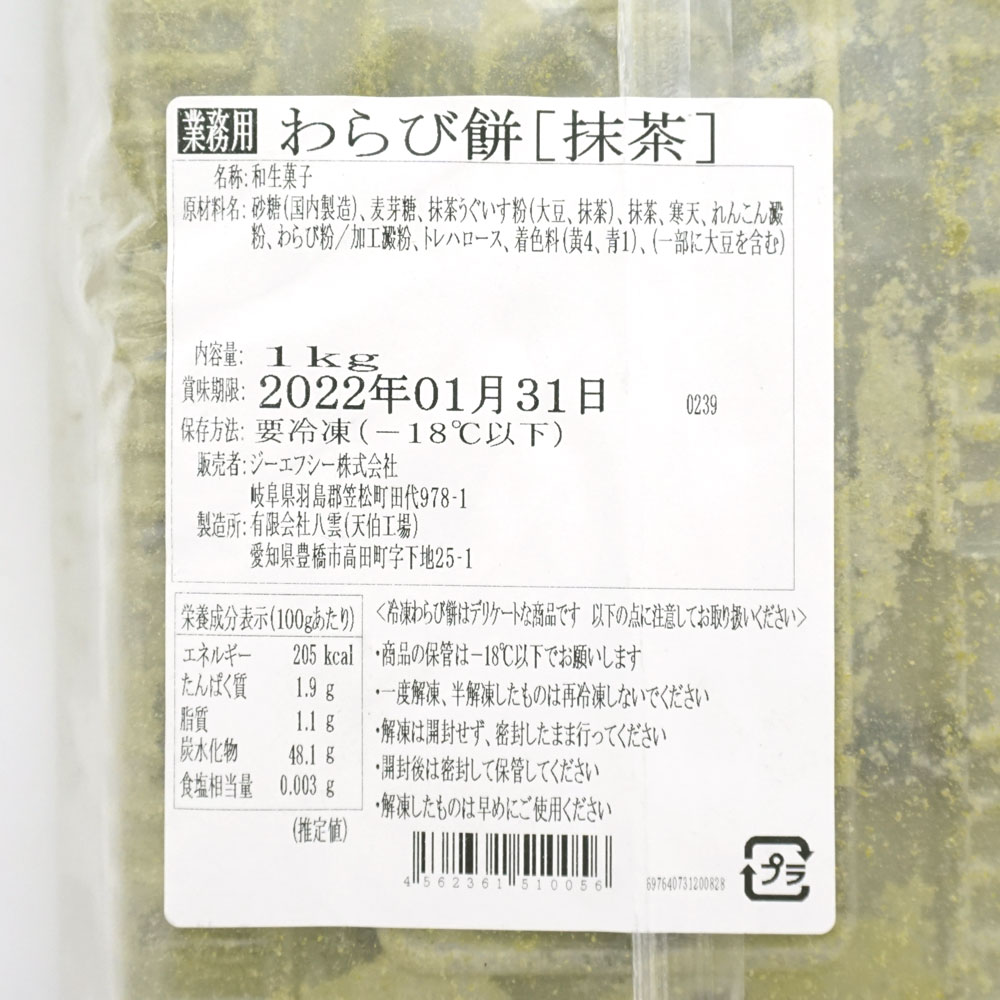 業務用 わらび餅[抹茶]
名称:和生菓子
原材料名:砂糖(国内製造)、麦芽糖、抹茶うぐいす粉(大豆、抹茶)、抹茶、寒天、れんこん澱
粉、わらび粉/加工澱粉、トレハロース、着色料(黄4、青1)、(一部に大豆を含む)
内容量:1kg
賞味期限:2022年01月31日 0239
保存方法:要冷凍(-18℃以下)
販売者:ジーエフシー株式会社
岐阜県羽島郡笠松町田代978-1
製造所:有限会社八雲(天伯工場)
愛知県豊橋市高田町字下地25-1
栄養成分表示(100gあたり)
エネルギー 205 kcal
たんぱく質 1.9 g
脂質 1.1 g
炭水化物 48.1 g
食塩相当量 0.003 g
(推定値)
<冷凍わらび餅はデリケートな商品です 以下の点に注意してお取り扱いください>
・商品の保管は-18℃以下でお願いします
・一度解凍、半解凍したものは再冷凍しないでください
・解凍は開封せず、密封したまま行ってください
・開封後は密封して保管してください
・解凍したものは早めにご使用ください
4 562361 510056
697640731200828
プラ